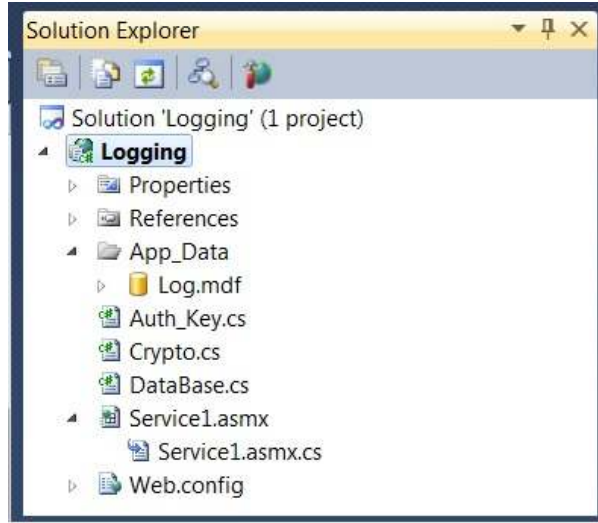 Solution Explorer
Solution 'Logging' (1 project)
Logging
Properties
References
App_Data
Log.mdf
Auth_Key.cs
Crypto.cs
DataBase.cs
Service1.asmx
Service1.asmx.cs
Web.config